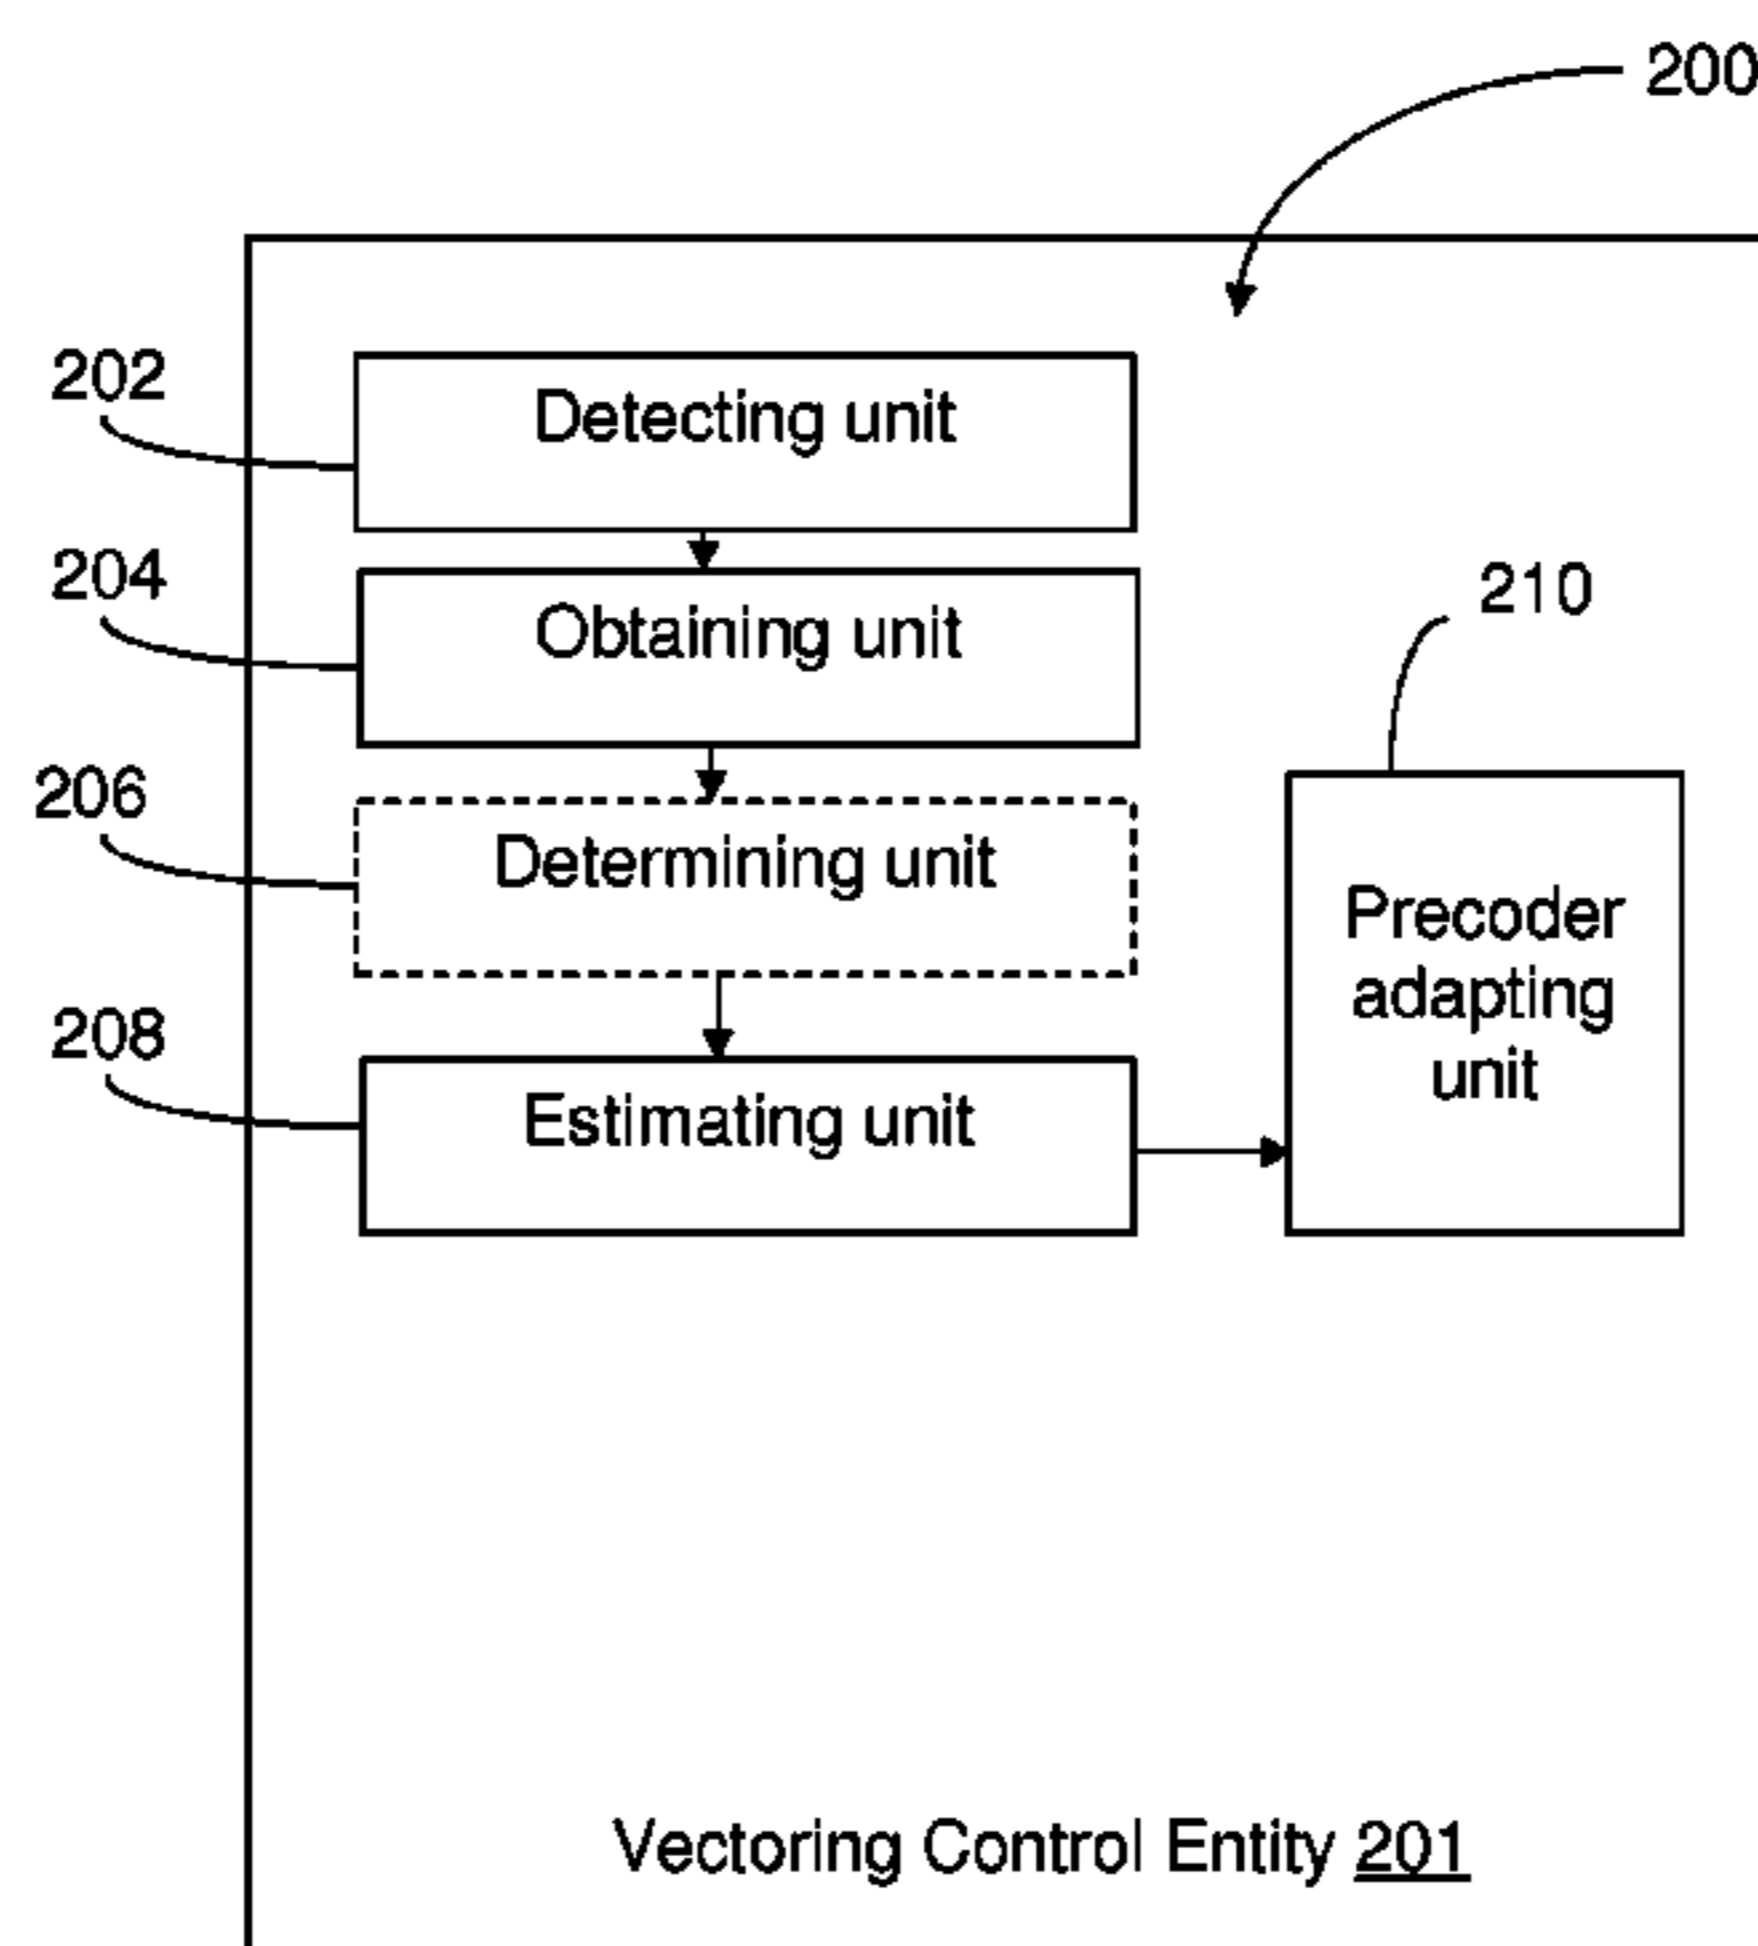 200
202
Detecting unit
204
Obtaining unit
210
206
Determining unit
Precoder
adapting
unit
208
Estimating unit
Vectoring Control Entity 201